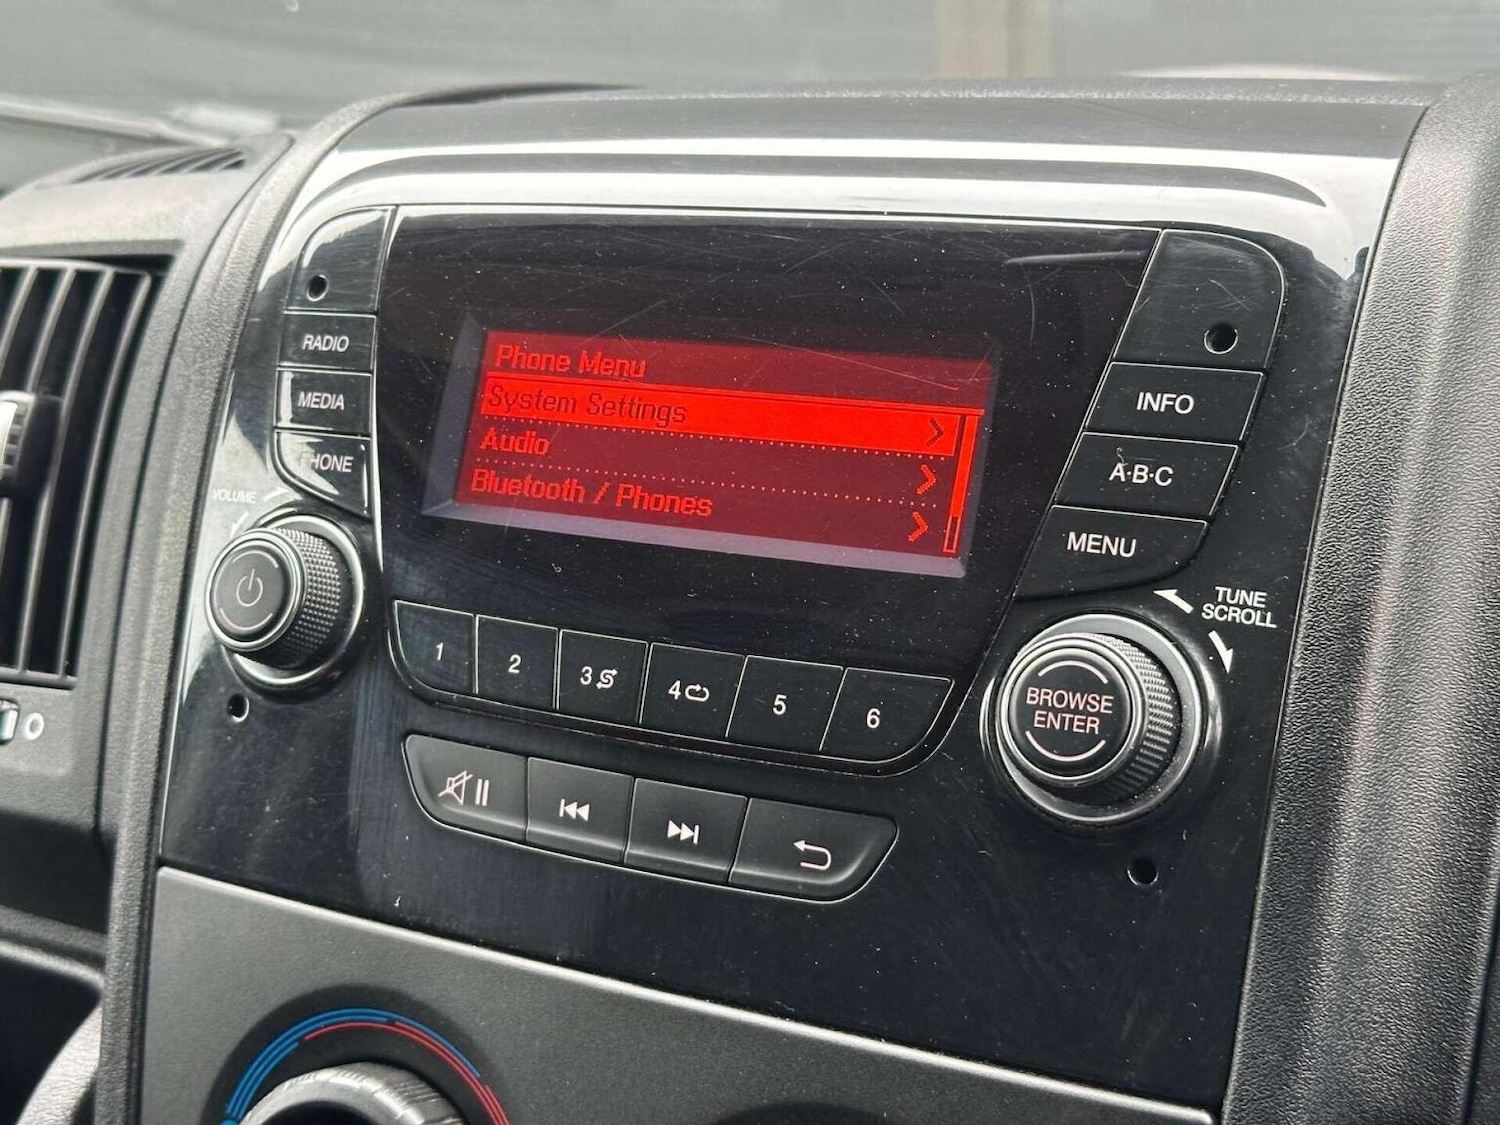 RADIO
MEDIA
PHONE
VOLUME
Phone Menu
System Settings
Audio
Bluetooth / Phones
INFO
A·B·C
MENU
TUNE
SCROLL
BROWSE
ENTER
1
2
3
4
5
6